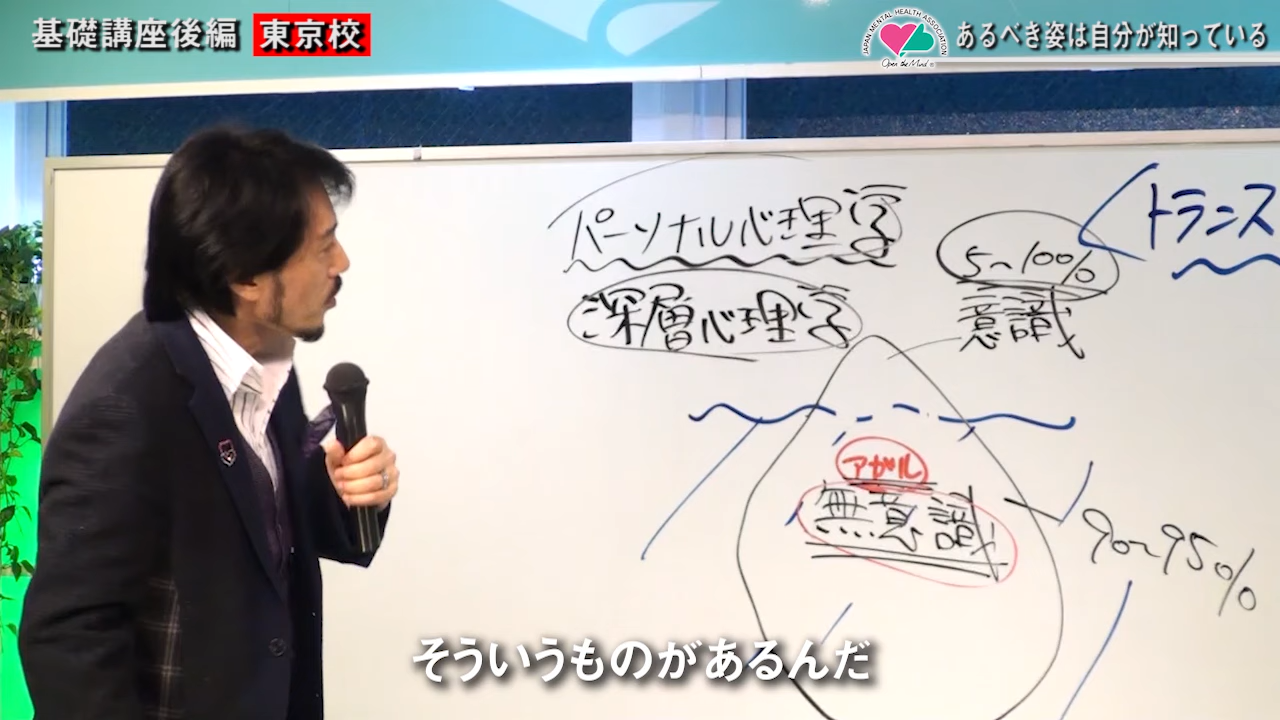 基礎講座後編 東京校
JAPAN MENTAL HEALTH ASSOCIATION
Open the Mind
あるべき姿は自分が知っている
パーソナル心理学
深層心理学
5~10%
意識
トランス
アガル
無意識
90~95%
そういうものがあるんだ